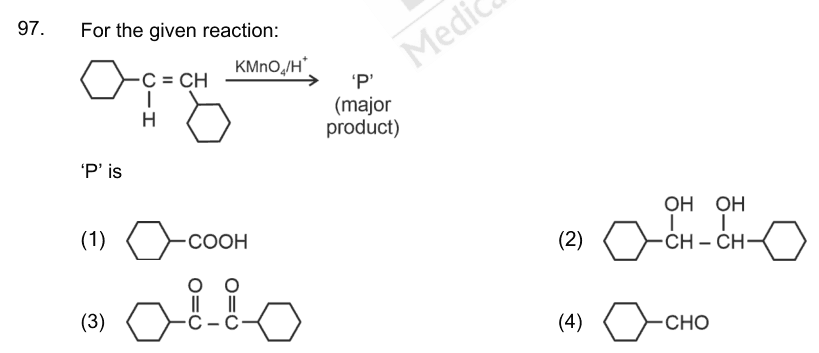 97. For the given reaction:
C = CH
H
KMnO₄/H⁺
'P'
(major
product)
'P' is
(1) COOH
(2) OH OH
CH – CH
(3) O O
C – C
(4) CHO